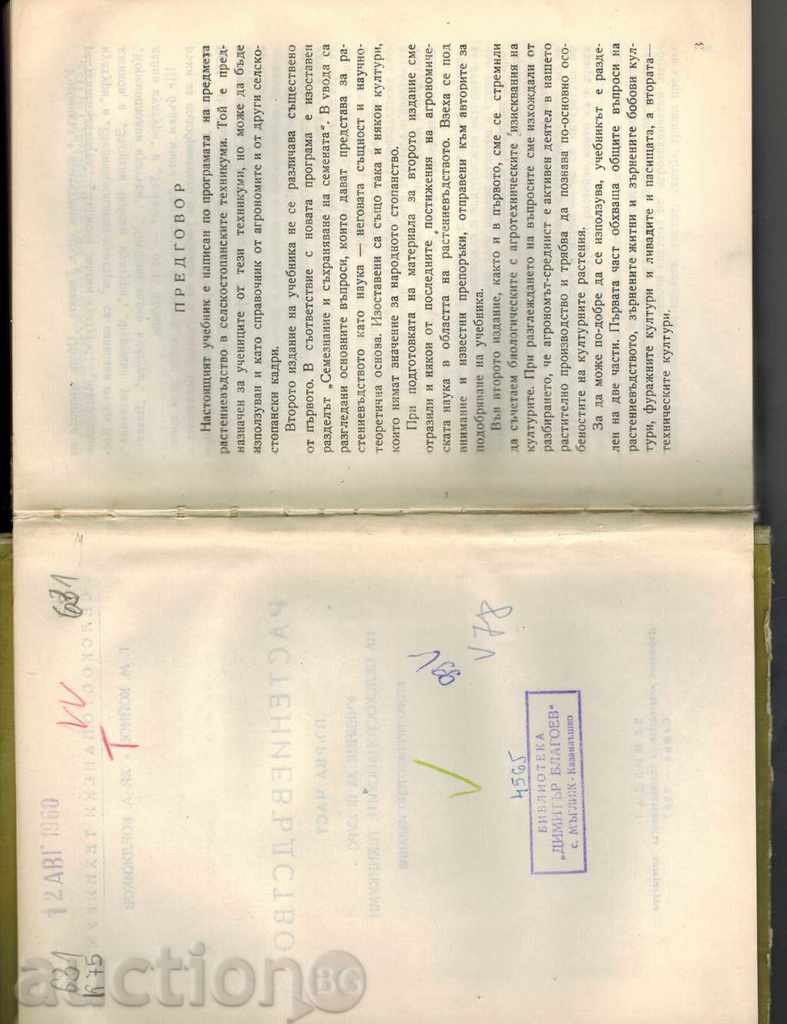 631
К75
12 АВГ 1960
631
VV
T
V
V
66
V78
4565
БИБЛИОТЕКА
„ДИМИТЪР БЛАГОЕВ“
с. МЪГЛИЖ - Казанлъшко
РАСТЕНИЕВЪДСТВО
ПРЕДГОВОР
Настоящият учебник е написан по програмата на предмета
растениевъдство в селскостопанските техникуми. Той е пред-
назначен за учениците от тези техникуми, но може да бъде
използуван и като справочник от агрономите и от други селско-
стопански кадри.
Второто издание на учебника не се различава съществено
от първото. В съответствие с новата програма е изоставен
разделът „Семезнание и съхраняване на семената“. В увода са
разгледани основните въпроси, които дават представа за ра-
стениевъдството като наука — неговата същност и научно-
теоретична основа. Изоставени са също така и някои култури,
които нямат значение за народното стопанство.
При подготовката на материала за второто издание сме
отразили и някои от последните постижения на агрономиче-
ската наука в областта на растениевъдството. Взеха се под
внимание и известни препоръки, отправени към авторите за
подобряване на учебника.
Във второто издание, както и в първото, сме се стремили
да съчетаем биологическите с агротехническите изисквания на
културите. При разглеждането на въпросите сме изхождали от
разбирането, че агрономът-среднист е активен деятел в нашето
растително производство и трябва да познава по-основно осо-
беностите на културните растения.
За да може по-добре да се използува, учебникът е разде-
лен на две части. Първата част обхваща общите въпроси на
растениевъдството, зърнените житни и зърнените бобови кул-
тури, фуражните култури и ливадите и пасищата, а втората—
техническите култури.
3
auction BG